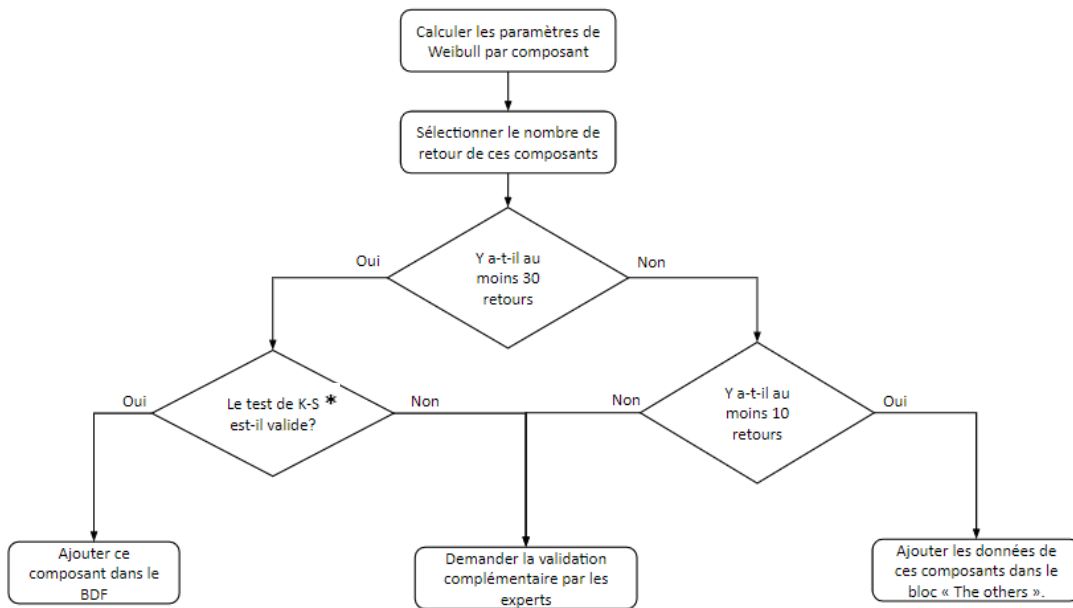 Calculer les paramètres de
Weibull par composant
Sélectionner le nombre de
retour de ces composants
Oui
Y a-t-il au
moins 30
retours
Non
Oui
Le test de K-S *
est-il valide?
Non
Non
Y a-t-il au
moins 10
retours
Oui
Ajouter ce
composant dans le
BDF
Demander la validation
complémentaire par les
experts
Ajouter les données de
ces composants dans le
bloc « The others ».